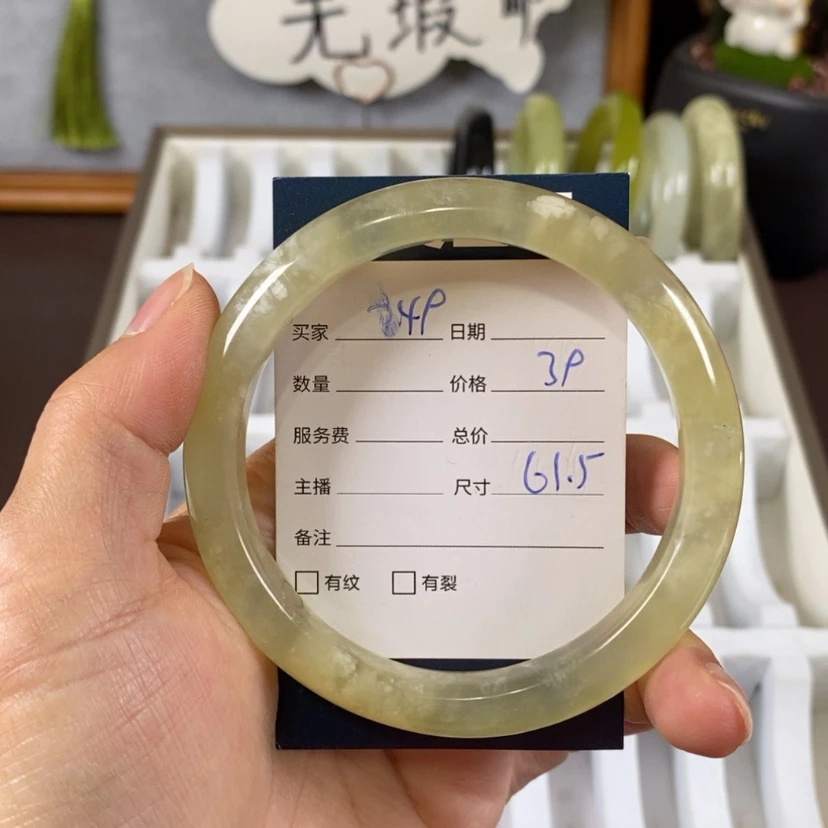 无瑕
买家 74P 日期
数量 价格 3P
服务费 总价
主播 尺寸 61.5
备注
有纹 有裂